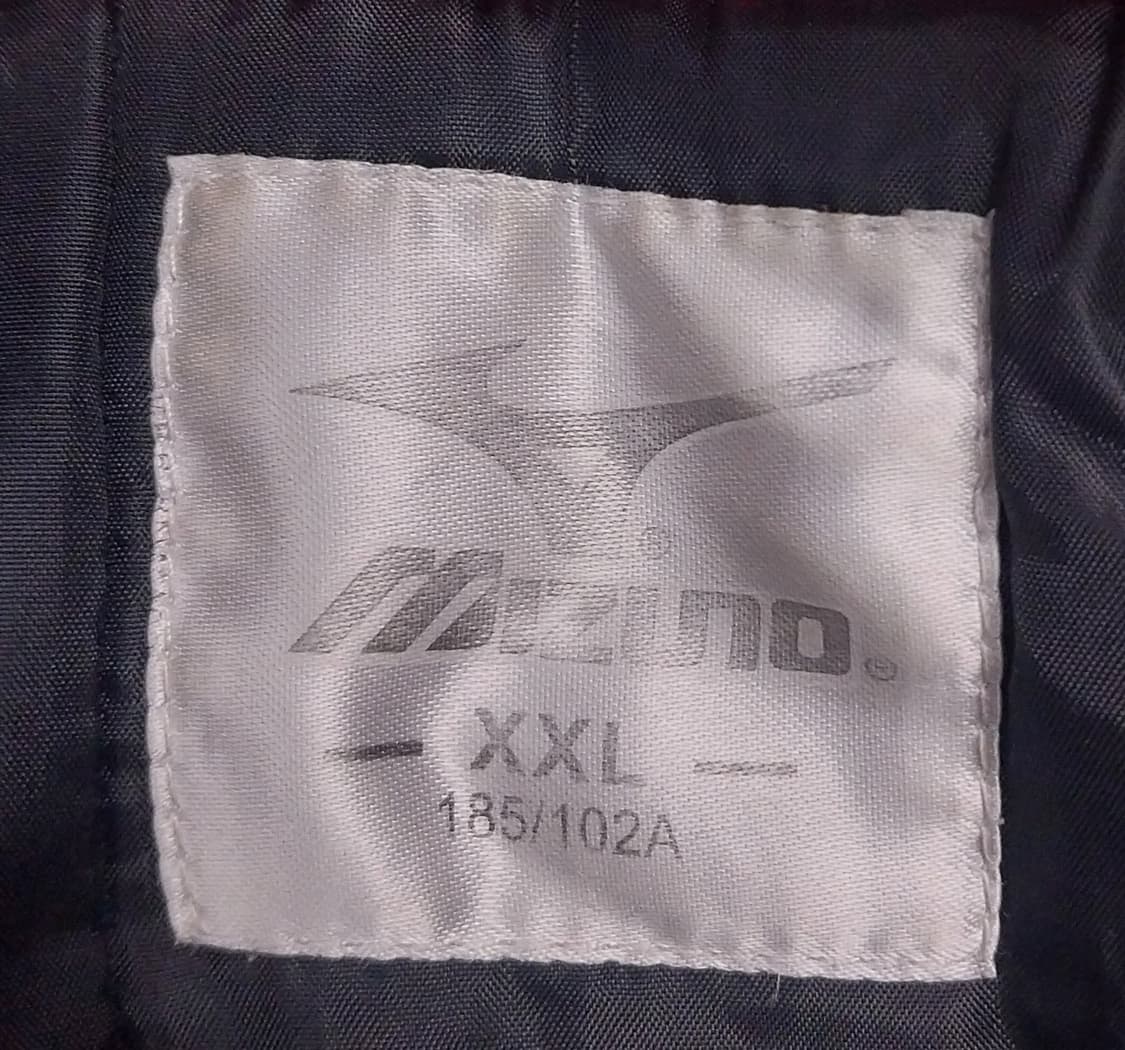 MIZUNO®
— XXL —
185/102A